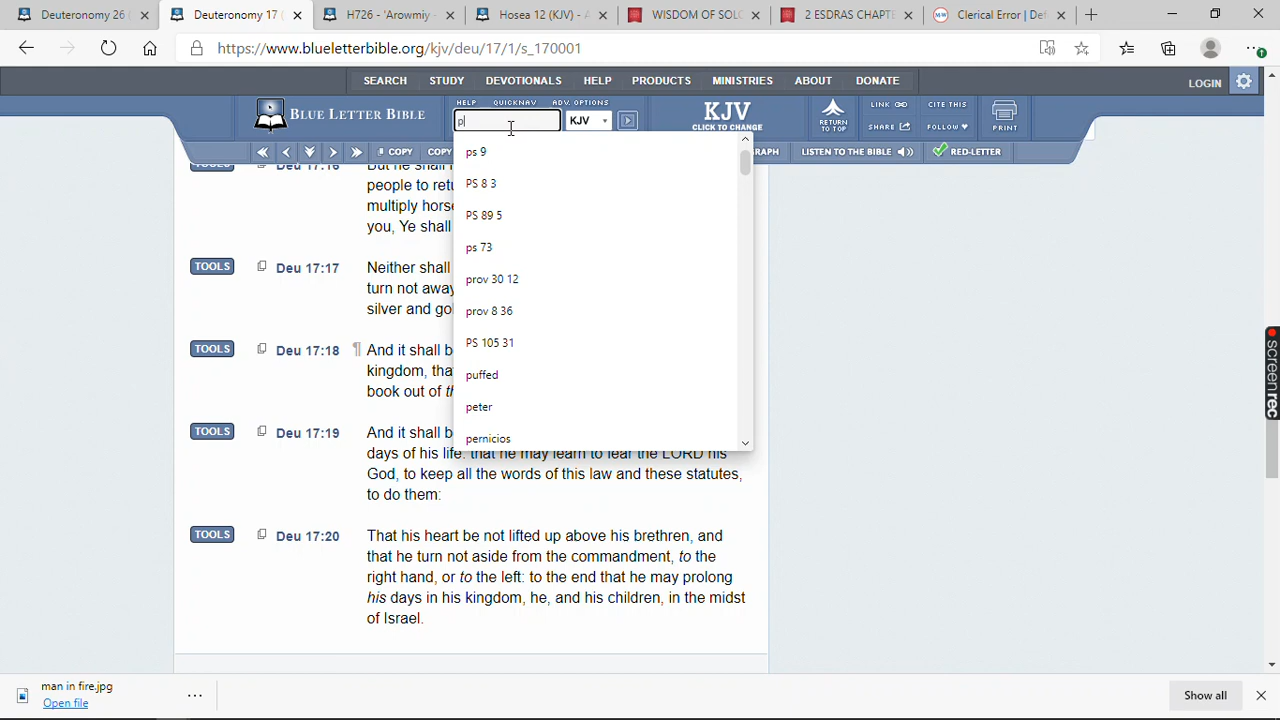 Deuteronomy 26
Deuteronomy 17
H726 - 'Arowmiy -
Hosea 12 (KJV) -
WISDOM OF SOLO
2 ESDRAS CHAPTE
Clerical Error | Def
https://www.blueletterbible.org/kjv/deu/17/1/s_170001
SEARCH STUDY DEVOTIONALS HELP PRODUCTS MINISTRIES ABOUT DONATE
LOGIN
BLUE LETTER BIBLE
HELP QUICKNAV ADV. OPTIONS
p
KJV
KJV
CLICK TO CHANGE
RETURN
TO TOP
LINK
CITE THIS
SHARE
FOLLOW
PRINT
COPY
COPY
RAPH
LISTEN TO THE BIBLE
RED-LETTER
ps 9
PS 8 3
PS 89 5
ps 73
prov 30 12
prov 8 36
PS 105 31
puffed
peter
pernicios
TOOLS Deu 17:16 But he shall
people to retu
multiply horse
you, Ye shall
TOOLS Deu 17:17 Neither shall
turn not away
silver and go
TOOLS Deu 17:18 ¶ And it shall b
kingdom, tha
book out of th
TOOLS Deu 17:19 And it shall b
days of his life: that he may learn to fear the LORD his
God, to keep all the words of this law and these statutes,
to do them:
TOOLS Deu 17:20 That his heart be not lifted up above his brethren, and
that he turn not aside from the commandment, to the
right hand, or to the left: to the end that he may prolong
his days in his kingdom, he, and his children, in the midst
of Israel.
screenrec
man in fire.jpg
Open file
Show all